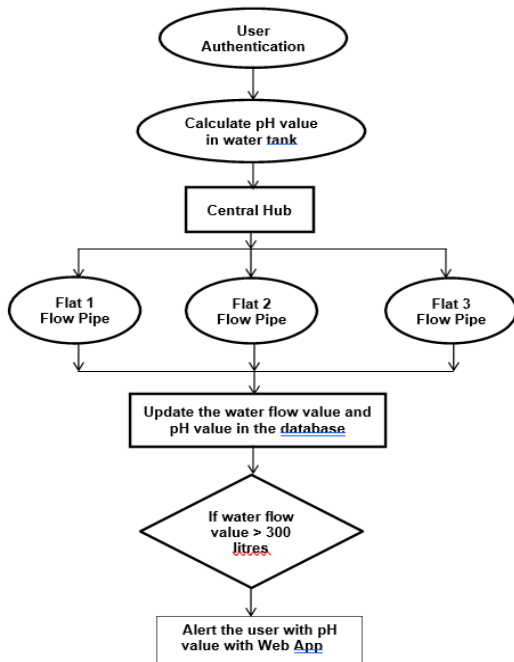 User
Authentication
Calculate pH value
in water tank
Central Hub
Flat 1
Flow Pipe
Flat 2
Flow Pipe
Flat 3
Flow Pipe
Update the water flow value and
pH value in the database
If water flow
value > 300
litres
Alert the user with pH
value with Web App